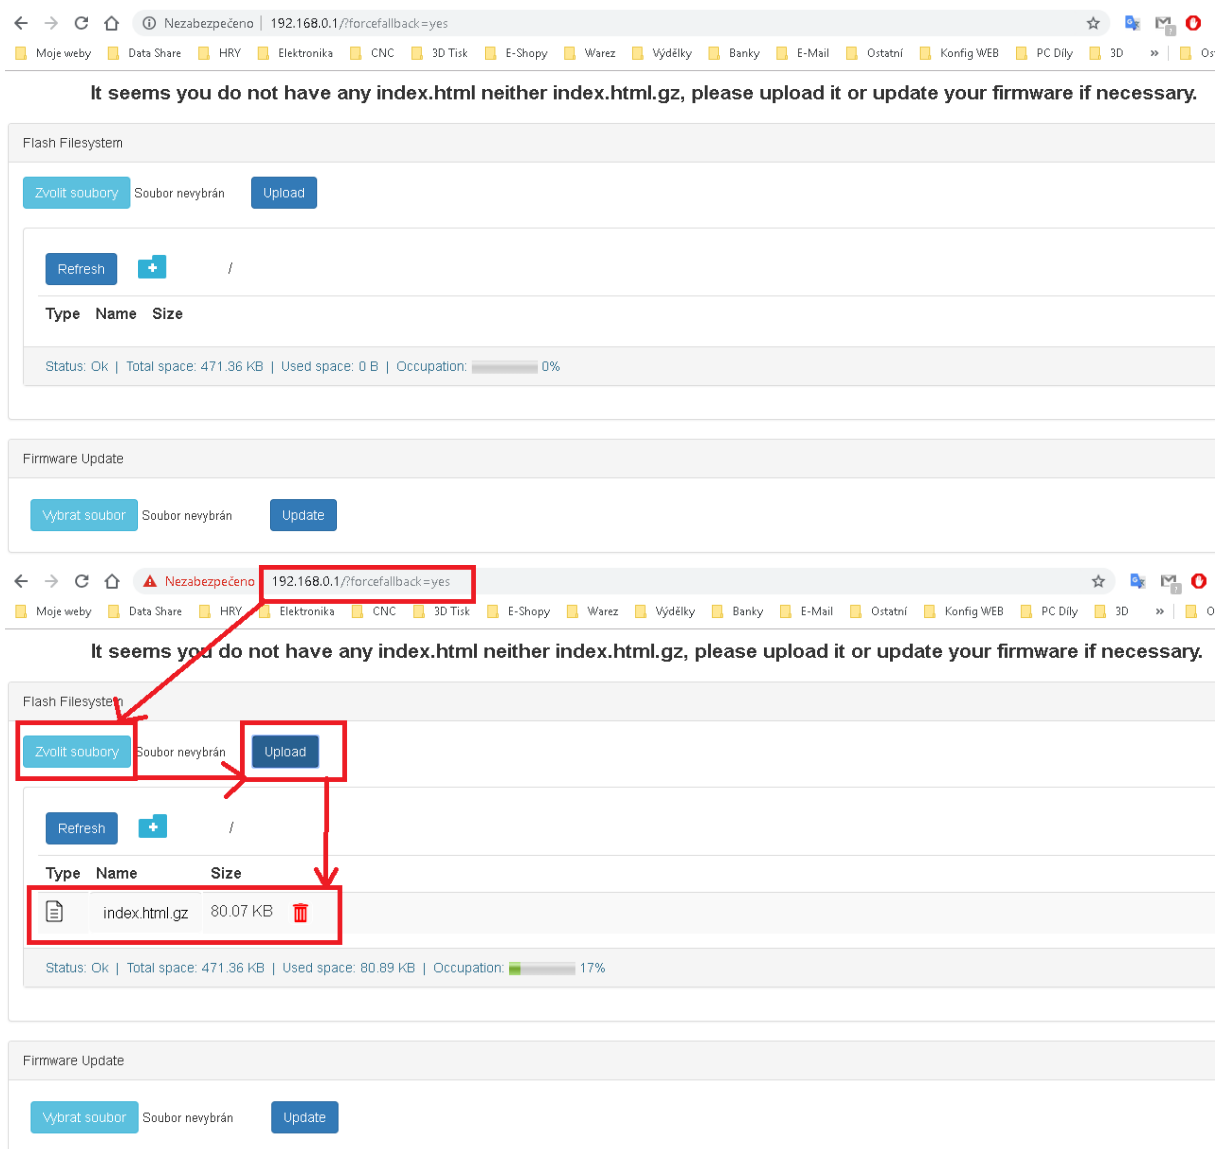 Nezabezpečeno | 192.168.0.1/?forcefallback=yes
Moje weby Data Share HRY Elektronika CNC 3D Tisk E-Shopy Warez Výdělky Banky E-Mail Ostatní Konfig WEB PC Díly 3D » Os
It seems you do not have any index.html neither index.html.gz, please upload it or update your firmware if necessary.
Flash Filesystem
Zvolit soubory Soubor nevybrán Upload
Refresh /
Type Name Size
Status: Ok | Total space: 471.36 KB | Used space: 0 B | Occupation: 0%
Firmware Update
Vybrat soubor Soubor nevybrán Update
Nezabezpečeno 192.168.0.1/?forcefallback=yes
Moje weby Data Share HRY Elektronika CNC 3D Tisk E-Shopy Warez Výdělky Banky E-Mail Ostatní Konfig WEB PC Díly 3D » O
It seems you do not have any index.html neither index.html.gz, please upload it or update your firmware if necessary.
Flash Filesystem
Zvolit soubory Soubor nevybrán Upload
Refresh /
Type Name Size
index.html.gz 80.07 KB
Status: Ok | Total space: 471.36 KB | Used space: 80.89 KB | Occupation: 17%
Firmware Update
Vybrat soubor Soubor nevybrán Update